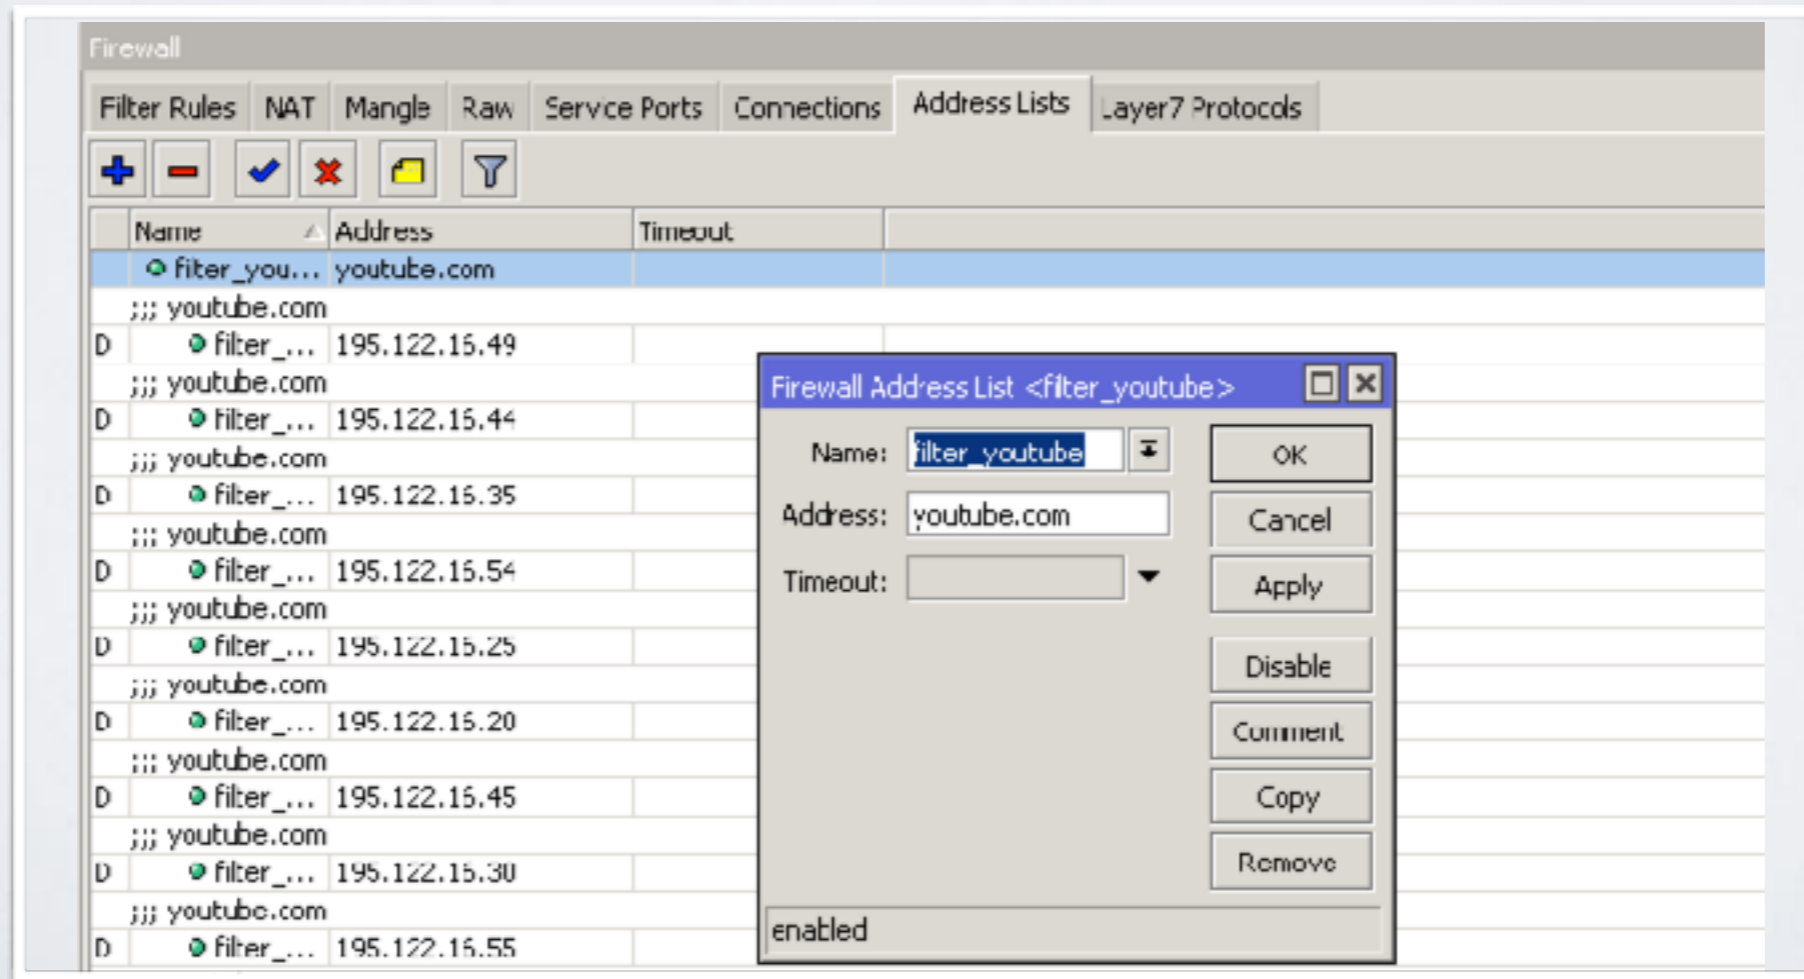 Firewall
Filter Rules NAT Mangle Raw Service Ports Connections Address Lists Layer7 Protocols
Name Address Timeout
filter_you... youtube.com
;;; youtube.com
D filter_... 195.122.16.49
;;; youtube.com
D filter_... 195.122.16.44
;;; youtube.com
D filter_... 195.122.16.35
;;; youtube.com
D filter_... 195.122.16.54
;;; youtube.com
D filter_... 195.122.16.25
;;; youtube.com
D filter_... 195.122.16.20
;;; youtube.com
D filter_... 195.122.16.45
;;; youtube.com
D filter_... 195.122.16.30
;;; youtube.com
D filter_... 195.122.16.55
Firewall Address List <filter_youtube>
Name: filter_youtube OK
Address: youtube.com Cancel
Timeout: Apply
Disable
Comment
Copy
Remove
enabled